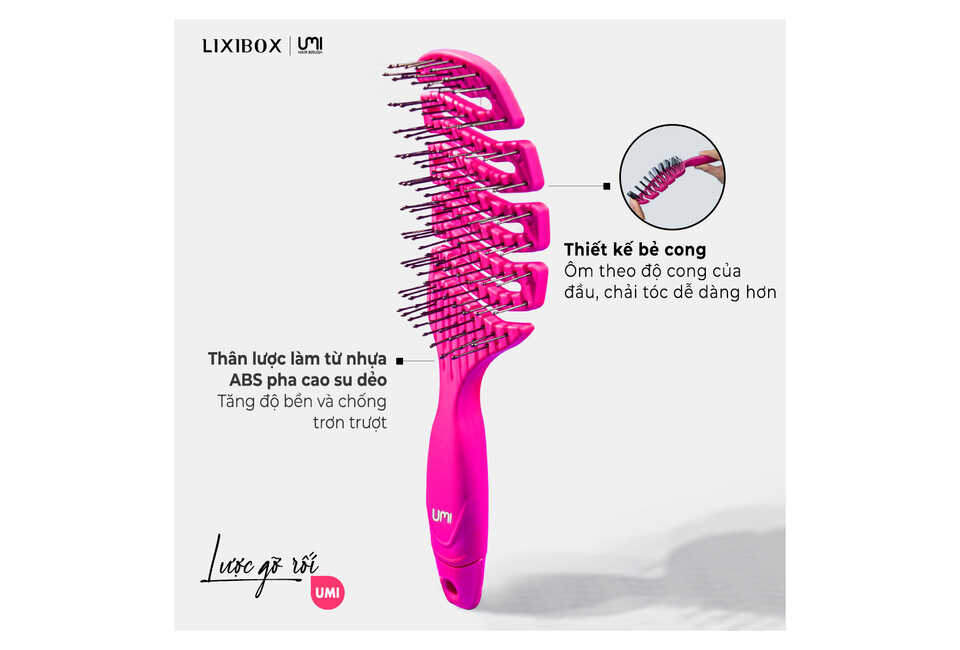 LIXIBOX | UMI
HAIR BRUSH
Thiết kế bẻ cong
Ôm theo độ cong của
đầu, chải tóc dễ dàng hơn
Thân lược làm từ nhựa
ABS pha cao su dẻo
Tăng độ bền và chống
trơn trượt
UMI
Lược gỡ rối
UMI